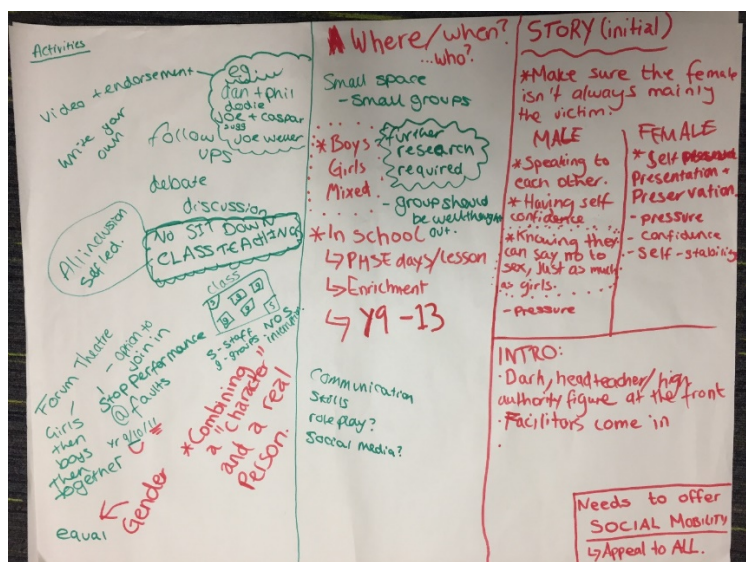 Activities
video + endorsement
eg
dan + phil
dodie
joe + caspar
sugg
joe weller
write your
own
follow
ups
debate
discussion
NO SIT DOWN
CLASS TEACHING
All inclusion
self led.
class
S
g g g
g g
S
S - staff
g - groups - NO S
Forum Theatre
- option to
join in
Stop Performance
@ faults
Girls
then
boys
then
together
yr 9/10/11
*Combining
a "character"
and a real
Person.
Gender
equal
Where/when?
...who?
Small space
- small groups
*Boys
Girls
Mixed
further
research
required
- group should
be well thought
out.
*In school
↳ PHSE days/lesson
↳ Enrichment
↳ Y9 - 13
Communication
skills
role play?
Social media?
STORY (initial)
*Make sure the female
isn't always mainly
the victim.
MALE
*Speaking to
each other.
*Having self
confidence
*Knowing they
can say no to
sex, just as much
as girls.
- pressure
FEMALE
*Self
Presentation +
Preservation.
- pressure
- confidence
- Self-stability
INTRO:
· Dark, headteacher/high
authority figure at the front
· Facilitors come in
·
Needs to offer
SOCIAL MOBILITY
↳ Appeal to ALL.